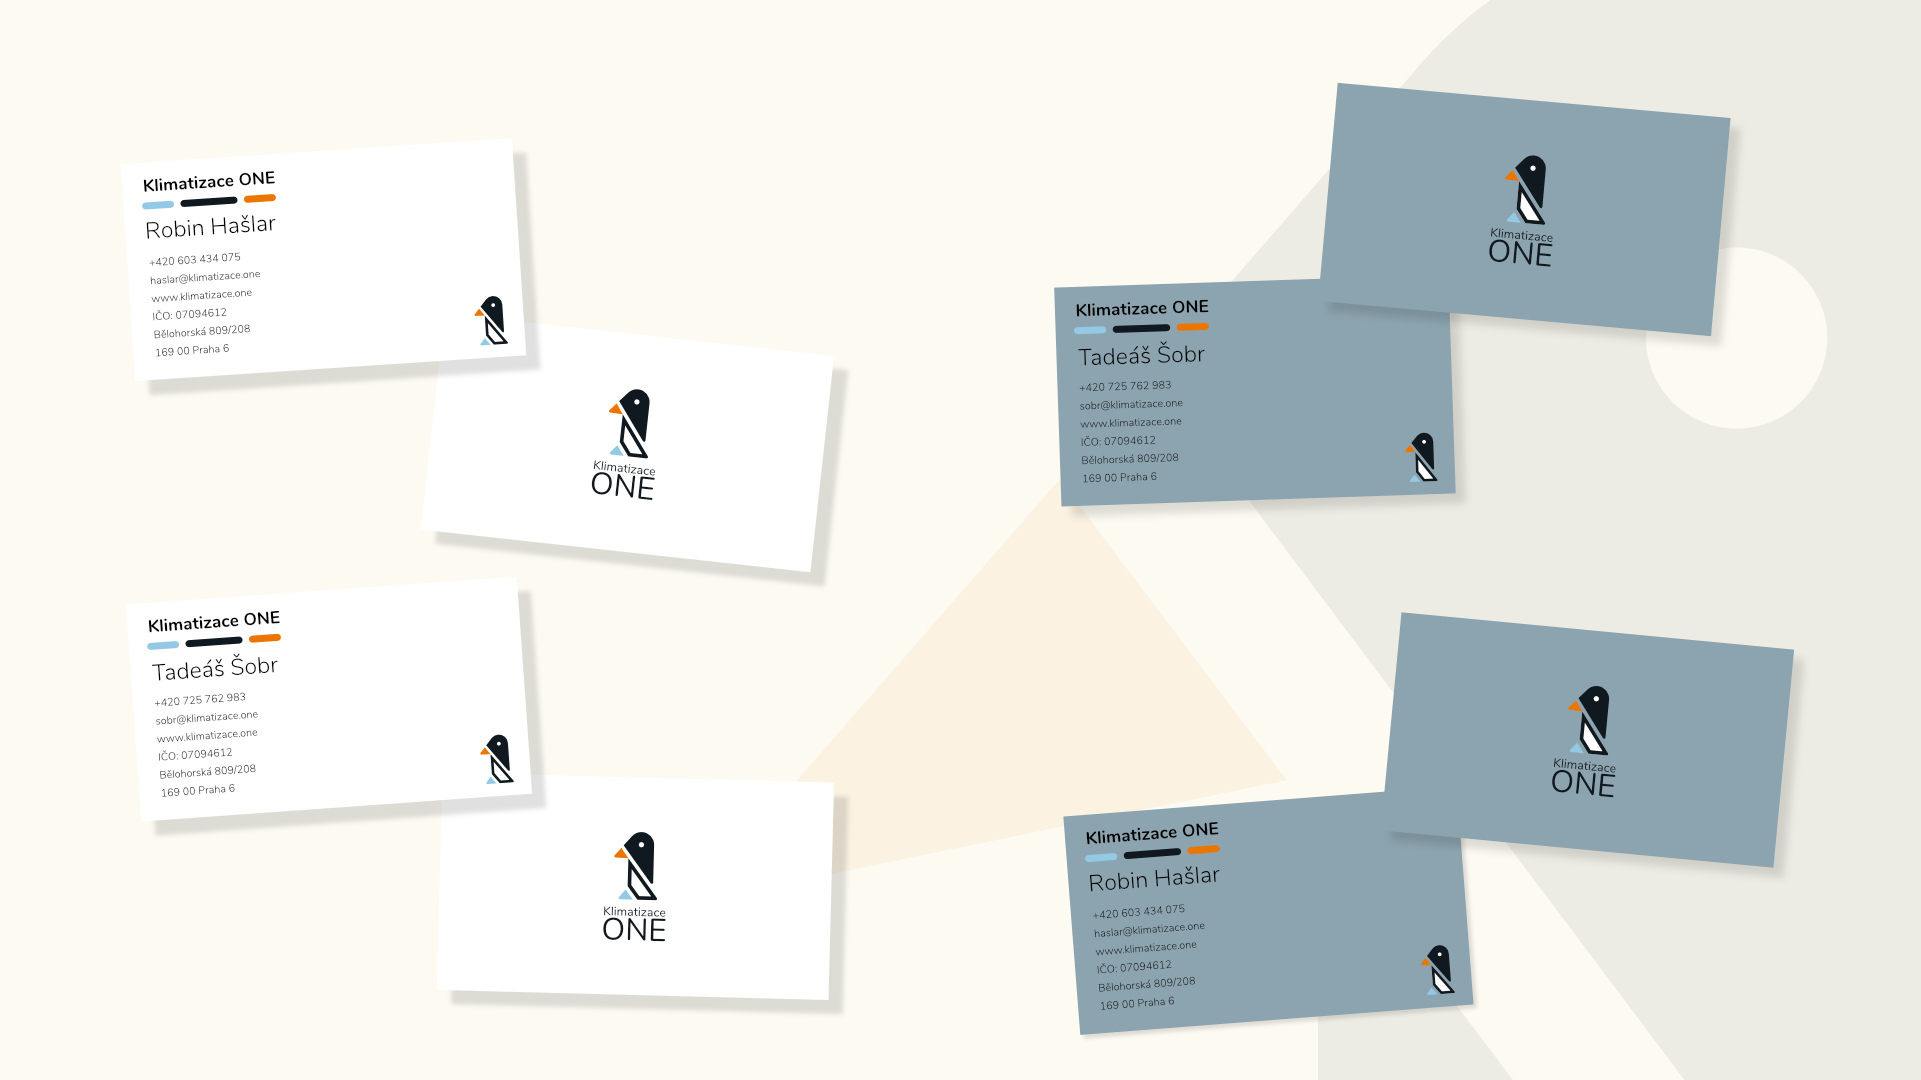 Klimatizace ONE
Robin Hašlar
+420 603 434 075
haslar@klimatizace.one
www.klimatizace.one
IČO: 07094612
Bělohorská 809/208
169 00 Praha 6
Klimatizace
ONE
Klimatizace ONE
Tadeáš Šobr
+420 725 762 983
sobr@klimatizace.one
www.klimatizace.one
IČO: 07094612
Bělohorská 809/208
169 00 Praha 6
Klimatizace
ONE
Klimatizace
ONE
Klimatizace ONE
Tadeáš Šobr
+420 725 762 983
sobr@klimatizace.one
www.klimatizace.one
IČO: 07094612
Bělohorská 809/208
169 00 Praha 6
Klimatizace
ONE
Klimatizace ONE
Robin Hašlar
+420 603 434 075
haslar@klimatizace.one
www.klimatizace.one
IČO: 07094612
Bělohorská 809/208
169 00 Praha 6